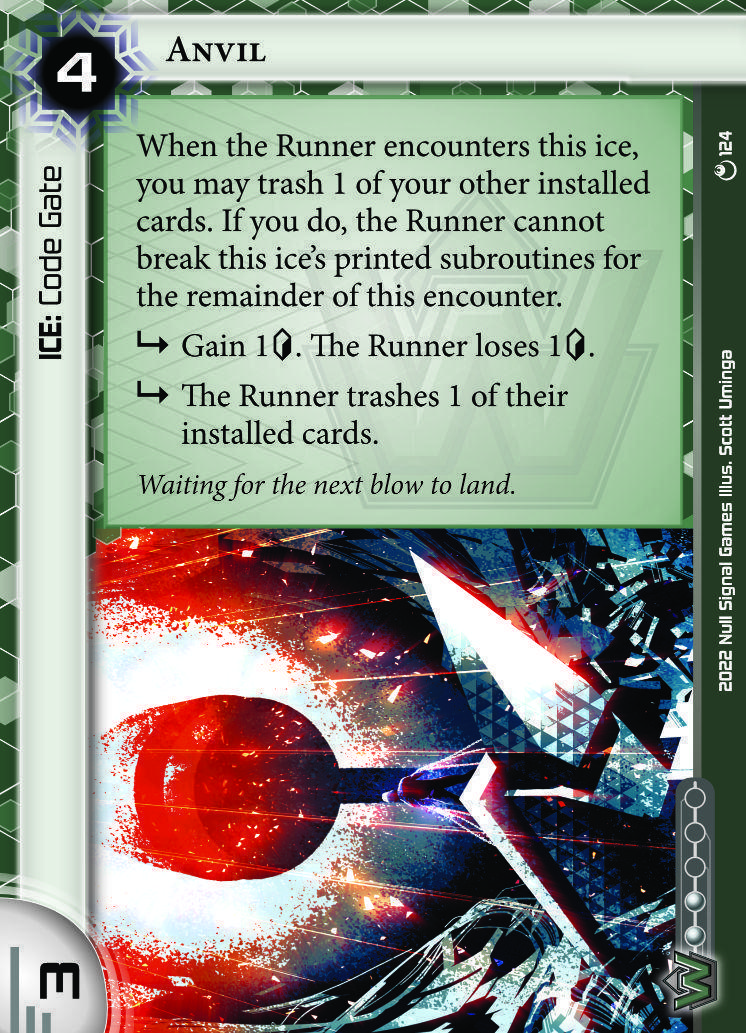 4
Anvil
ICE: Code Gate
When the Runner encounters this ice,
you may trash 1 of your other installed
cards. If you do, the Runner cannot
break this ice's printed subroutines for
the remainder of this encounter.
Gain 1. The Runner loses 1.
The Runner trashes 1 of their
installed cards.
Waiting for the next blow to land.
3
124
2022 Null Signal Games Illus. Scott Uminga
W